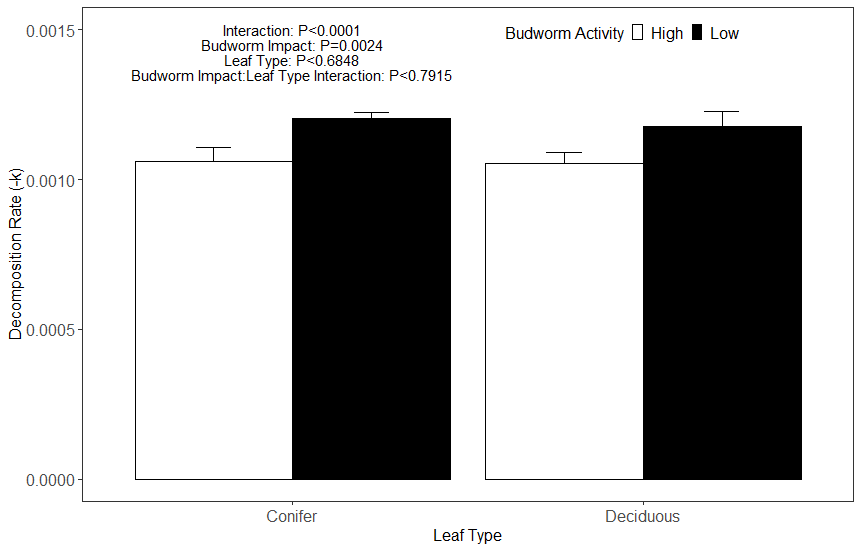 Interaction: P<0.0001
Budworm Impact: P=0.0024
Leaf Type: P<0.6848
Budworm Impact:Leaf Type Interaction: P<0.7915
Budworm Activity High Low
Decomposition Rate (-k)
0.0015
0.0010
0.0005
0.0000
Conifer Deciduous
Leaf Type